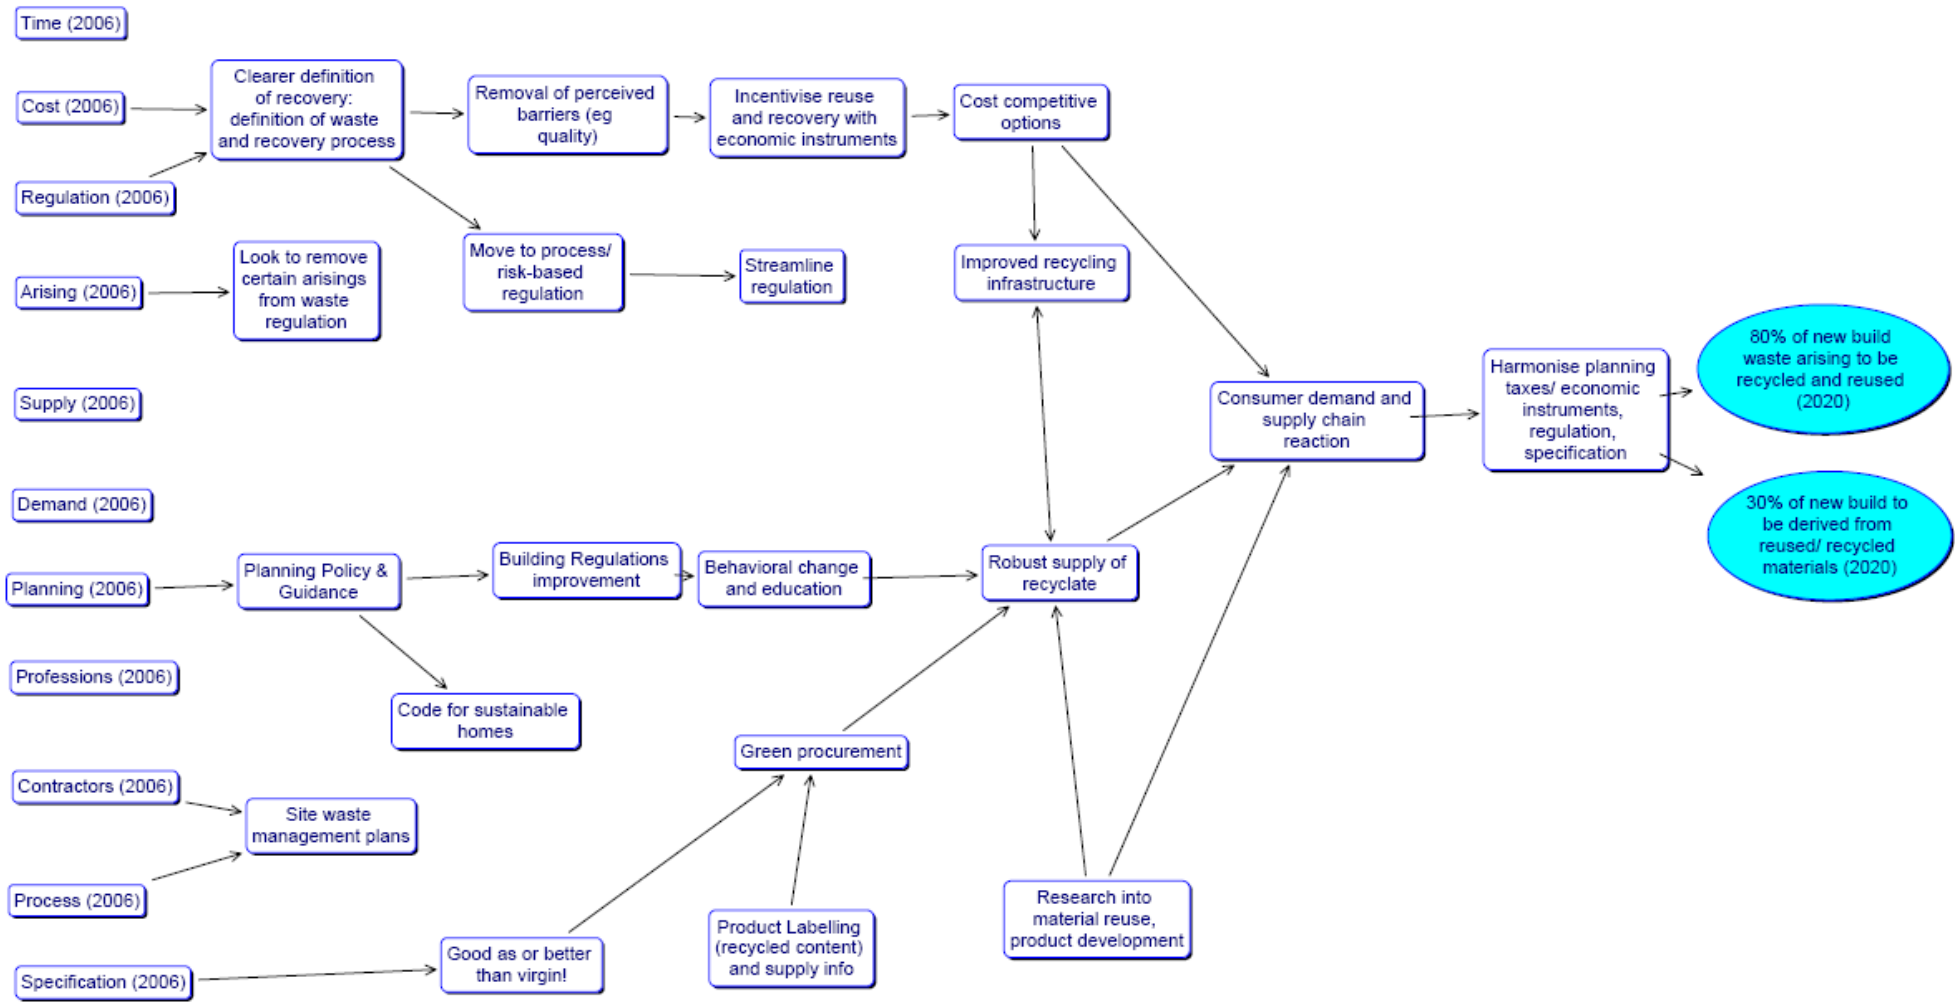 Time (2006)
Cost (2006)
Clearer definition
of recovery:
definition of waste
and recovery process
Removal of perceived
barriers (eg
quality)
Incentivise reuse
and recovery with
economic instruments
Cost competitive
options
Regulation (2006)
Arising (2006)
Look to remove
certain arisings
from waste
regulation
Move to process/
risk-based
regulation
Streamline
regulation
Improved recycling
infrastructure
Supply (2006)
Consumer demand and
supply chain
reaction
Harmonise planning
taxes/ economic
instruments,
regulation,
specification
80% of new build
waste arising to be
recycled and reused
(2020)
30% of new build to
be derived from
reused/ recycled
materials (2020)
Demand (2006)
Planning (2006)
Planning Policy &
Guidance
Building Regulations
improvement
Behavioral change
and education
Robust supply of
recyclate
Professions (2006)
Code for sustainable
homes
Green procurement
Contractors (2006)
Site waste
management plans
Process (2006)
Specification (2006)
Good as or better
than virgin!
Product Labelling
(recycled content)
and supply info
Research into
material reuse,
product development